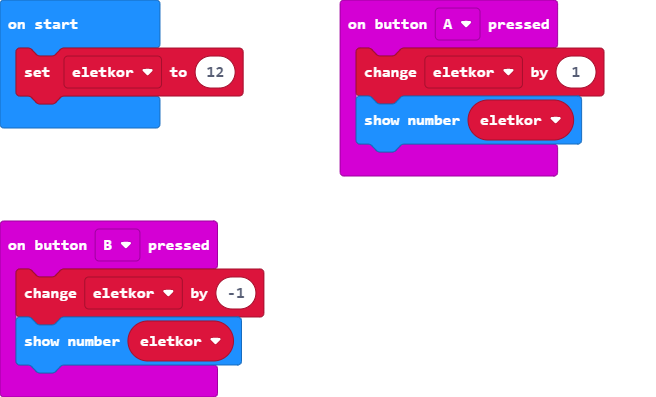 on start
set eletkor to 12
on button A pressed
change eletkor by 1
show number eletkor
on button B pressed
change eletkor by -1
show number eletkor